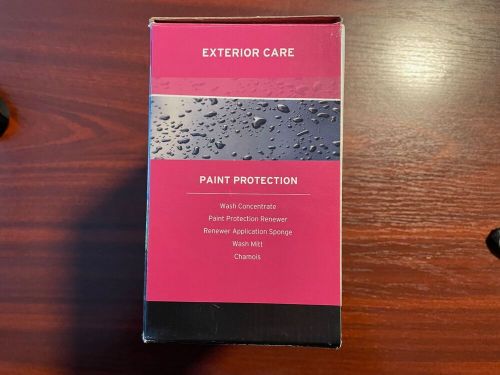 EXTERIOR CARE
PAINT PROTECTION
Wash Concentrate
Paint Protection Renewer
Renewer Application Sponge
Wash Mitt
Chamois